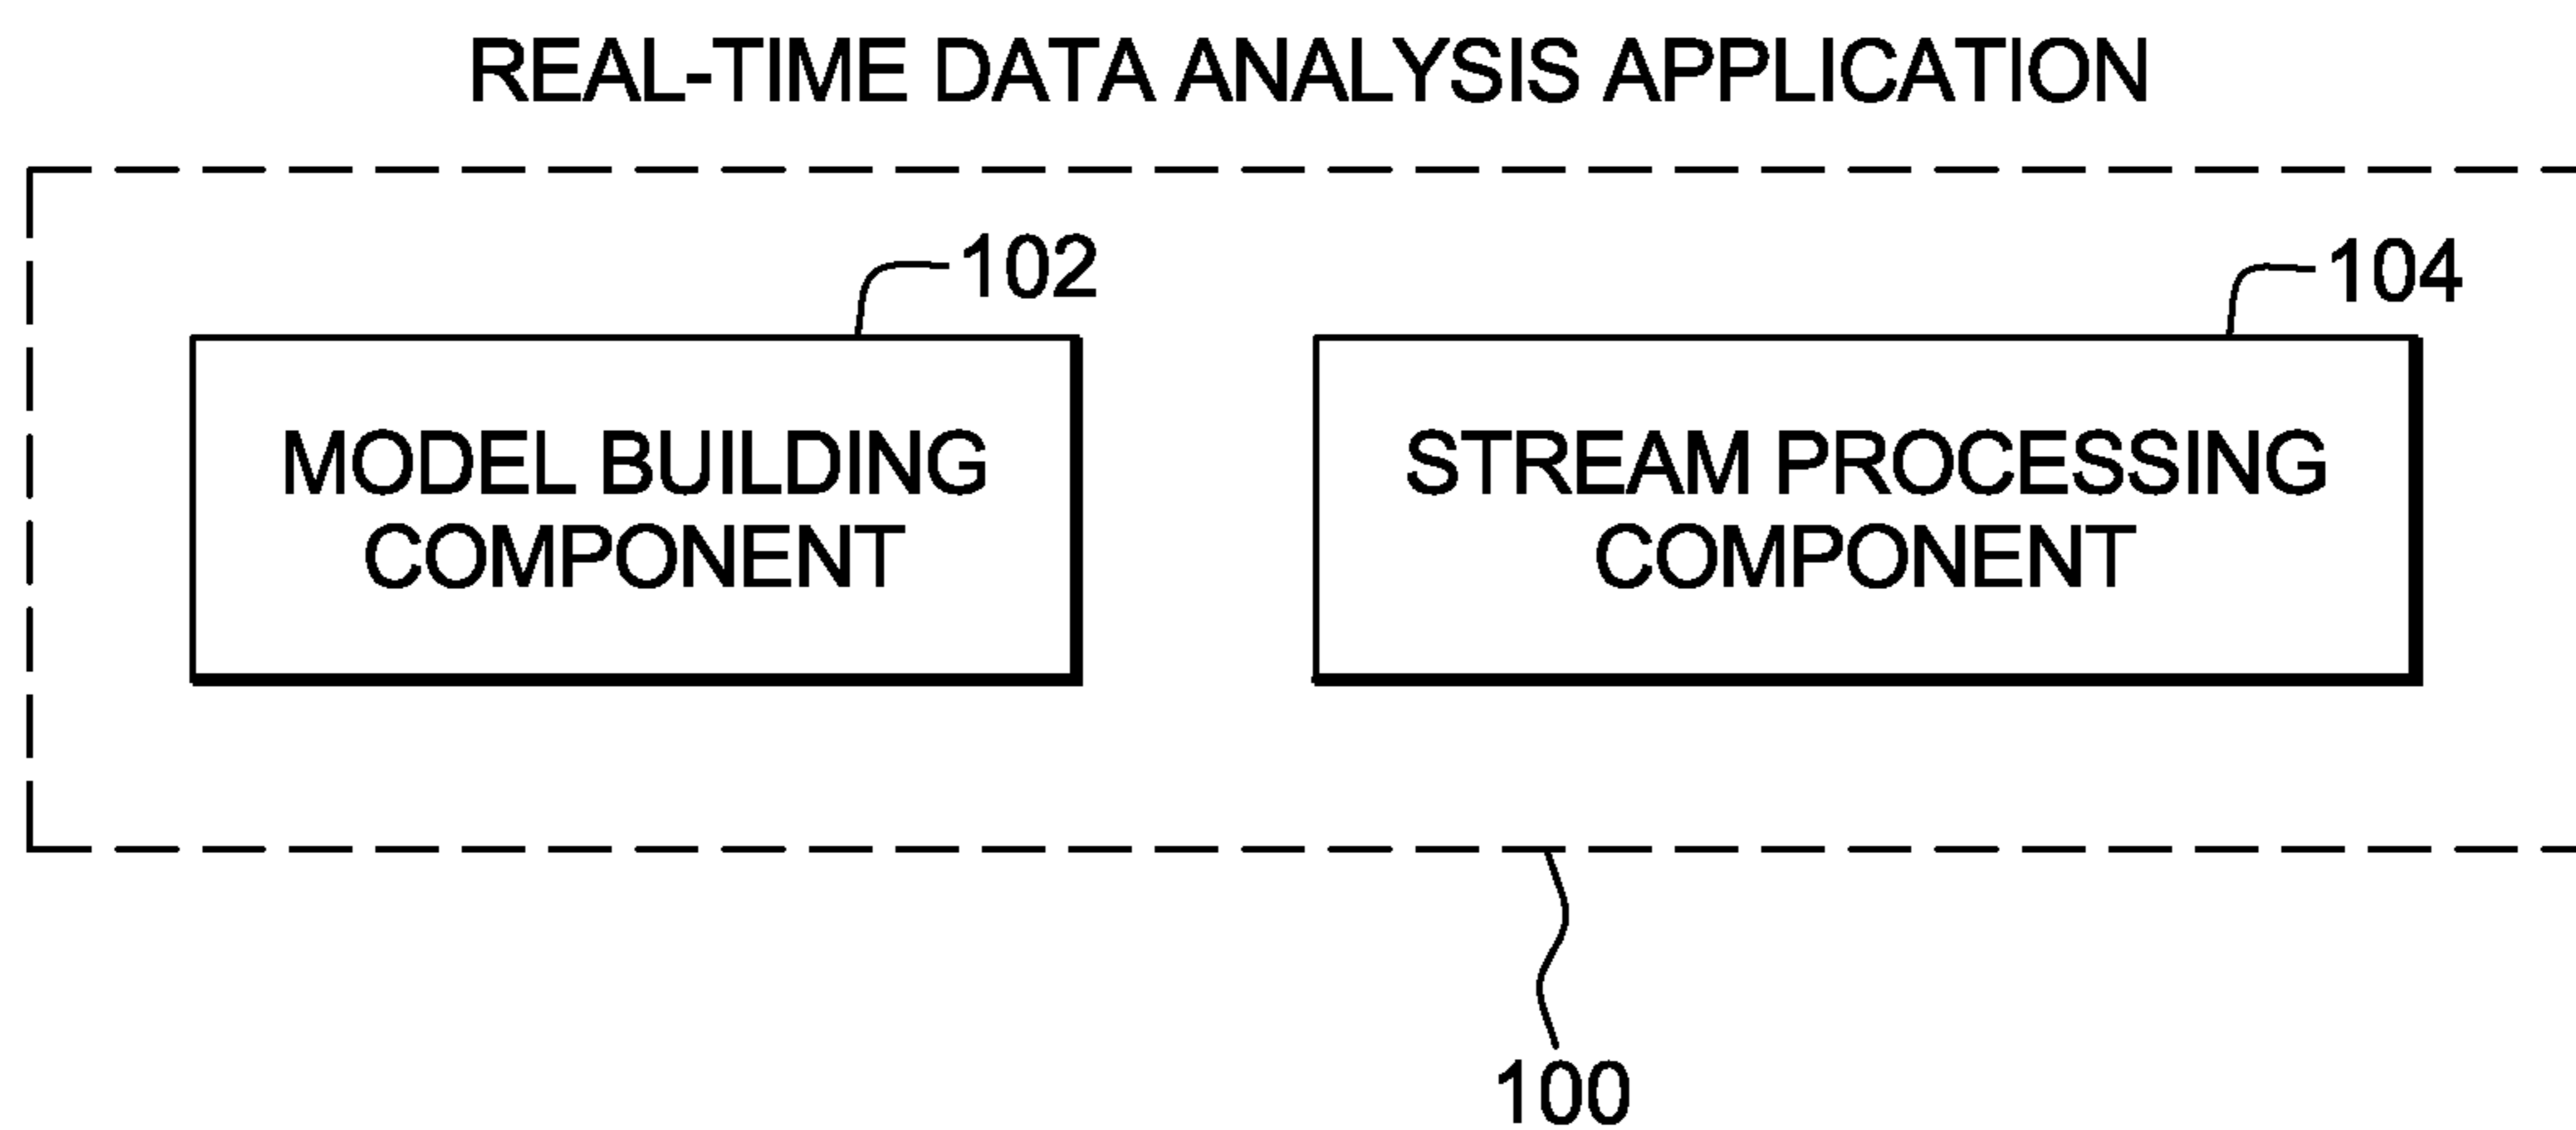 REAL-TIME DATA ANALYSIS APPLICATION
102
104
MODEL BUILDING
COMPONENT
STREAM PROCESSING
COMPONENT
100